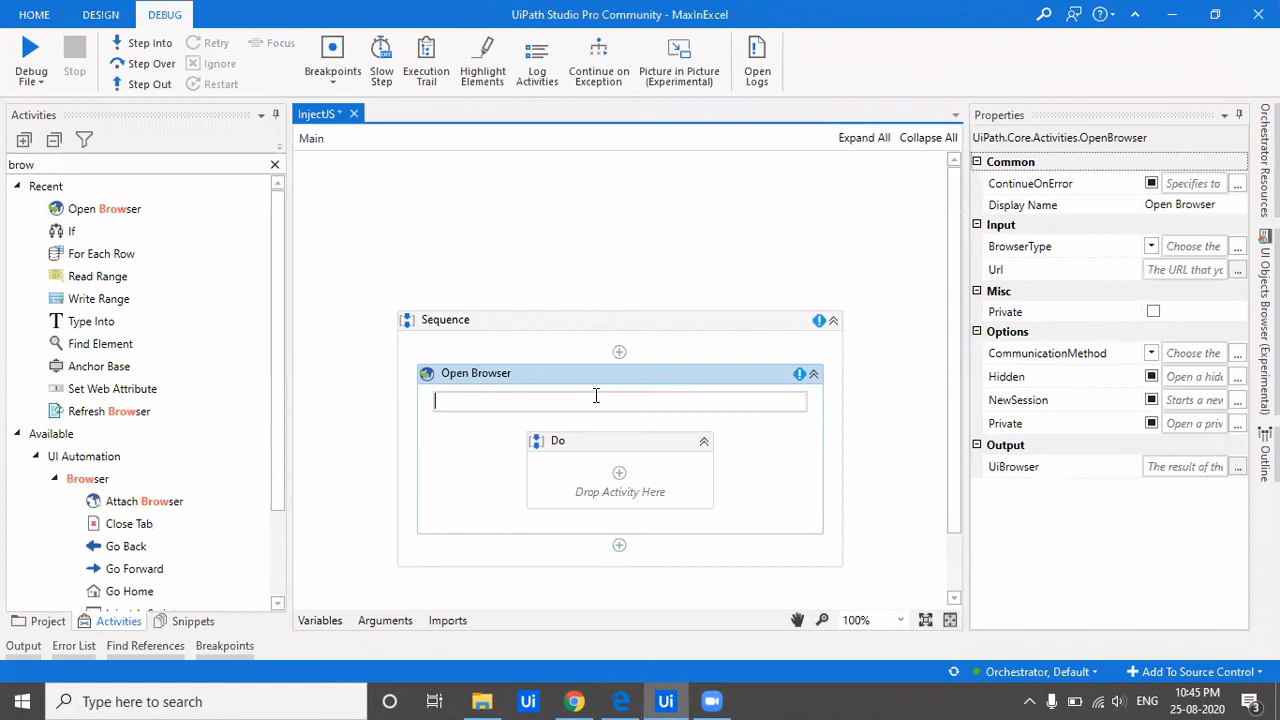 HOME
DESIGN
DEBUG
UiPath Studio Pro Community - MaxInExcel
Debug File
Stop
Step Into
Step Over
Step Out
Retry
Ignore
Restart
Focus
Breakpoints
Slow Step
Execution Trail
Highlight Elements
Log Activities
Continue on Exception
Picture in Picture (Experimental)
Open Logs
Activities
brow
Recent
Open Browser
If
For Each Row
Read Range
Write Range
Type Into
Find Element
Anchor Base
Set Web Attribute
Refresh Browser
Available
UI Automation
Browser
Attach Browser
Close Tab
Go Back
Go Forward
Go Home
Project
Activities
Snippets
InjectJS *
Main
Expand All
Collapse All
Sequence
Open Browser
Do
Drop Activity Here
Variables
Arguments
Imports
100%
Properties
UiPath.Core.Activities.OpenBrowser
Common
ContinueOnError
Specifies to
...
Display Name
Open Browser
Input
BrowserType
Choose the
...
Url
The URL that yo
...
Misc
Private
Options
CommunicationMethod
Choose the
...
Hidden
Open a hid
...
NewSession
Starts a new
...
Private
Open a priv
...
Output
UiBrowser
The result of the
...
Orchestrator Resources
UI Objects Browser (Experimental)
Outline
Output
Error List
Find References
Breakpoints
Orchestrator, Default
Add To Source Control
Type here to search
Ui
Ui
ENG
10:45 PM
25-08-2020
3